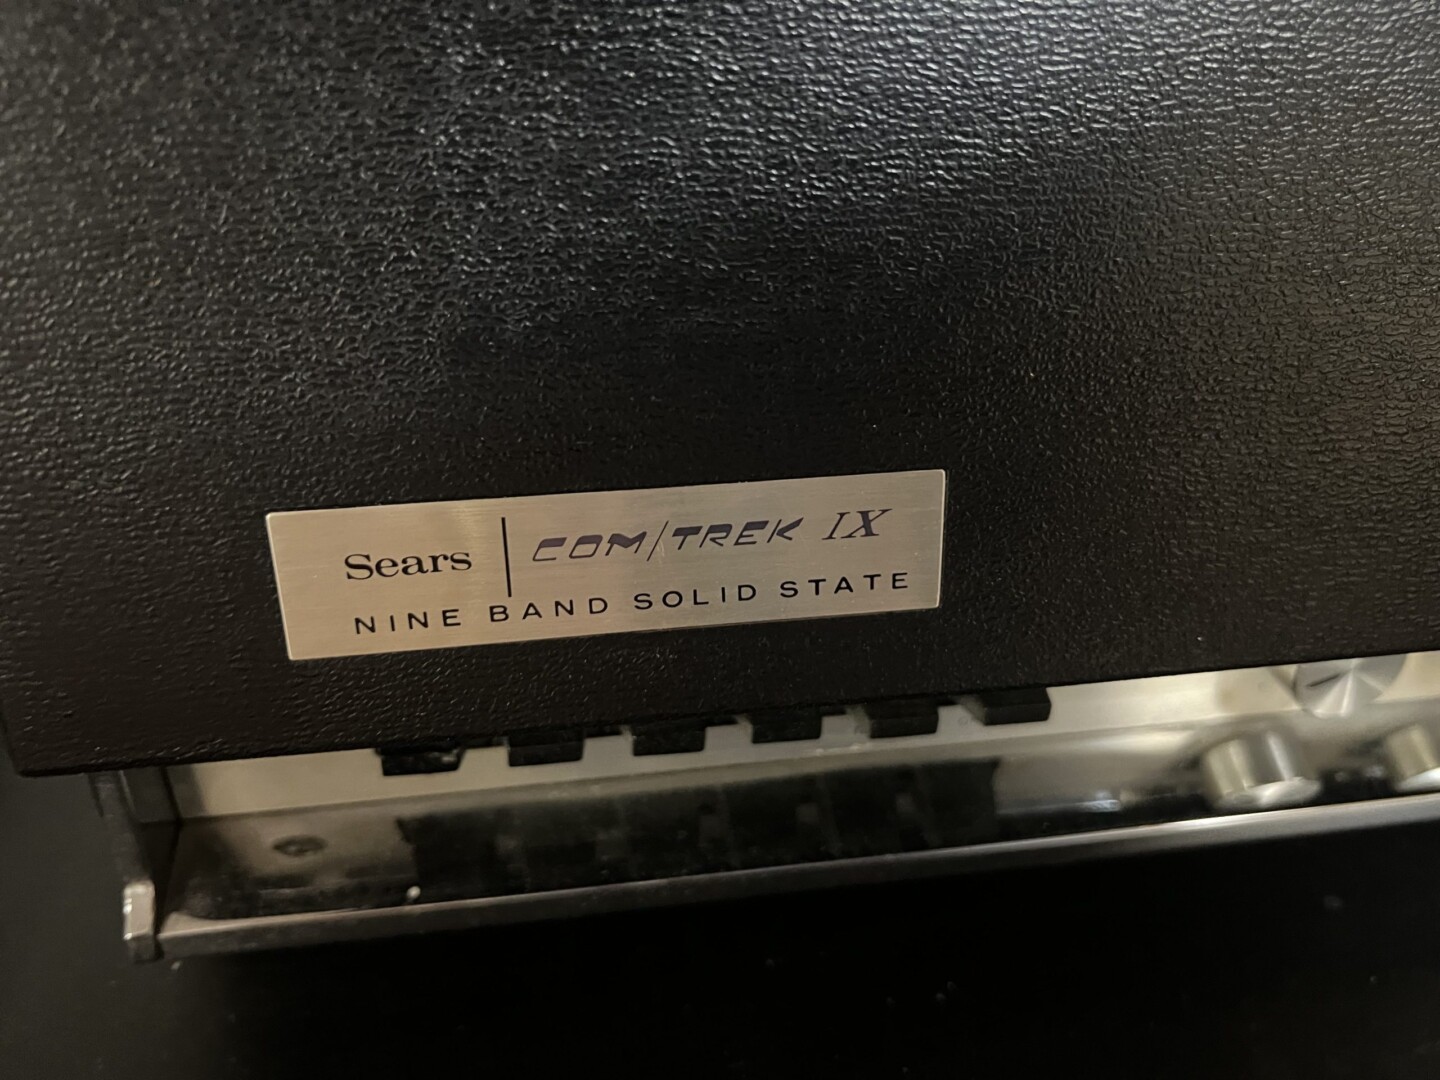 Sears | COM/TREK IX
NINE BAND SOLID STATE